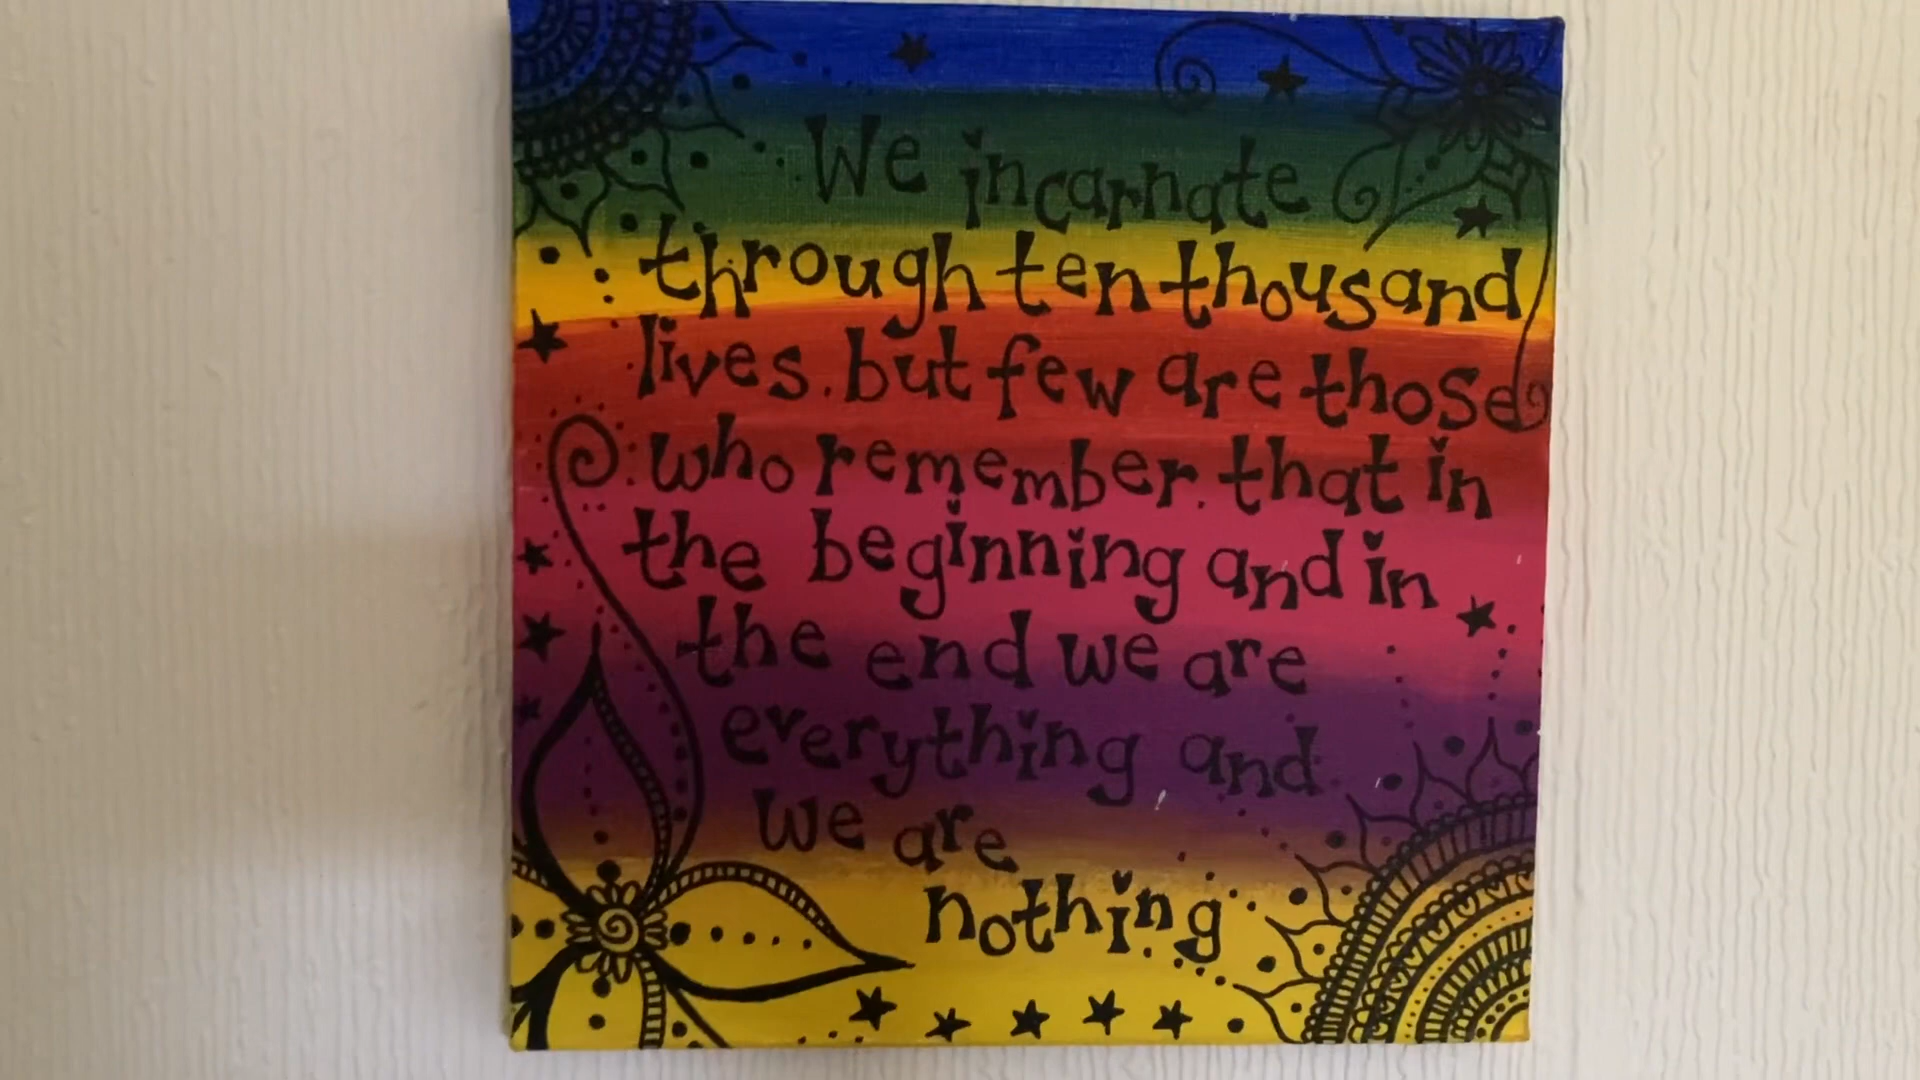 We incarnate
through ten thousand
lives. but few are those
who remember. that in
the beginning and in
the end we are
everything and
we are
nothing